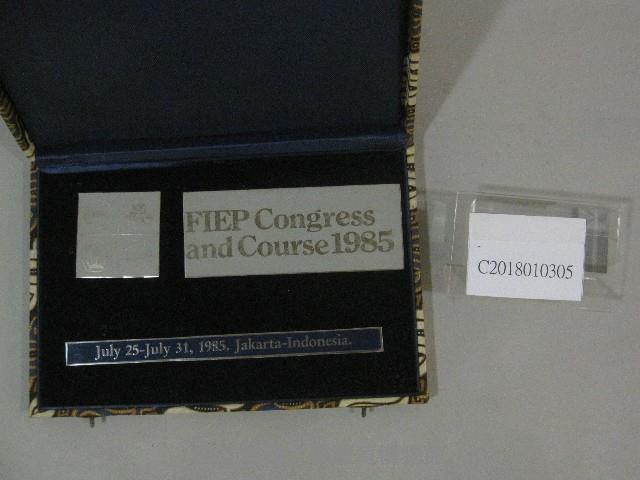 FIEP Congress
and Course 1985
July 25-July 31, 1985, Jakarta-Indonesia.
C2018010305